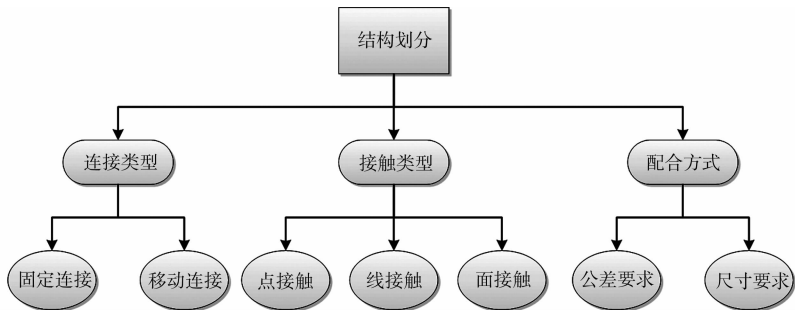 结构划分
连接类型
接触类型
配合方式
固定连接
移动连接
点接触
线接触
面接触
公差要求
尺寸要求